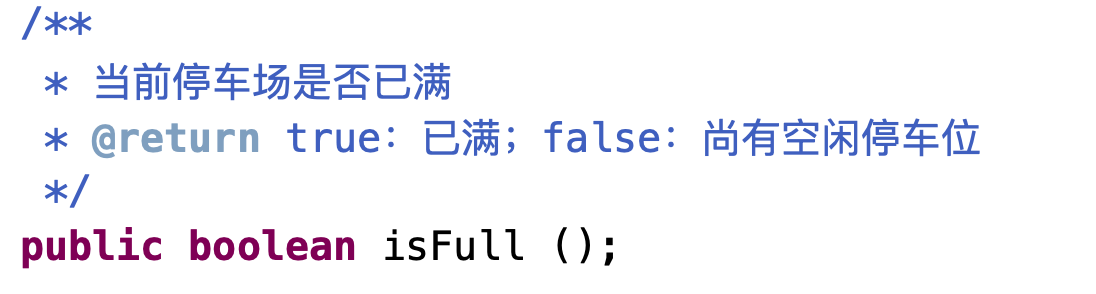 /**
 * 当前停车场是否已满
 * @return true：已满；false：尚有空闲停车位
 */
public boolean isFull ();